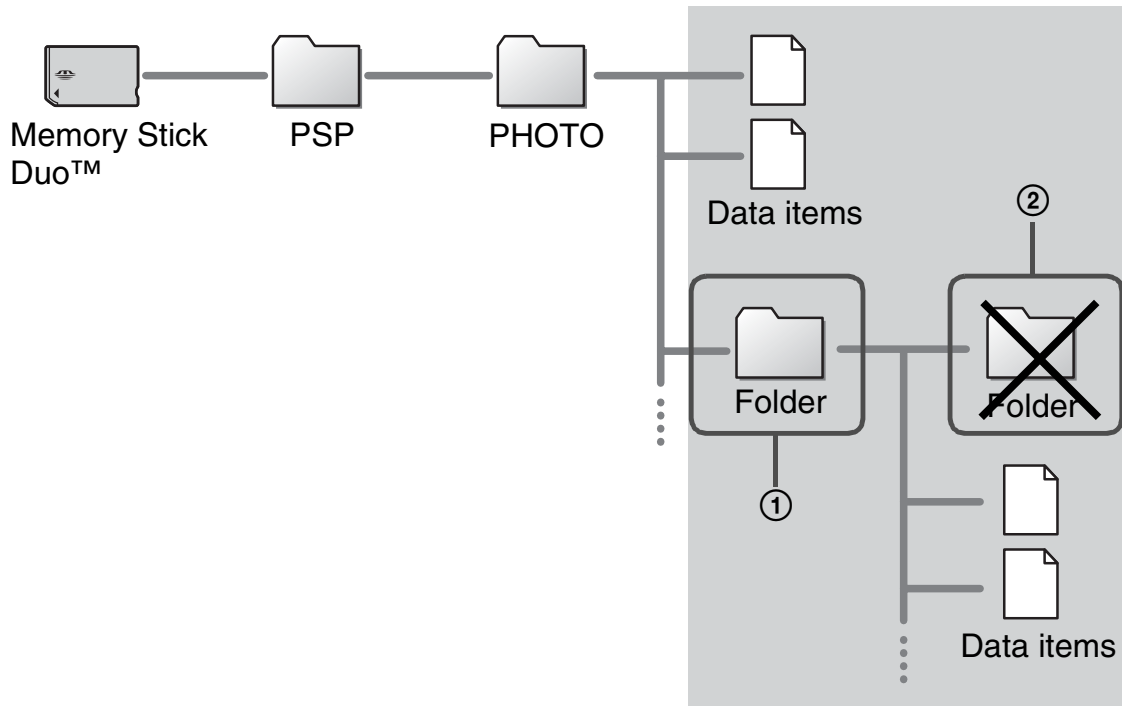 Memory Stick
Duo™
PSP
PHOTO
Data items
②
Folder
①
Folder
Data items